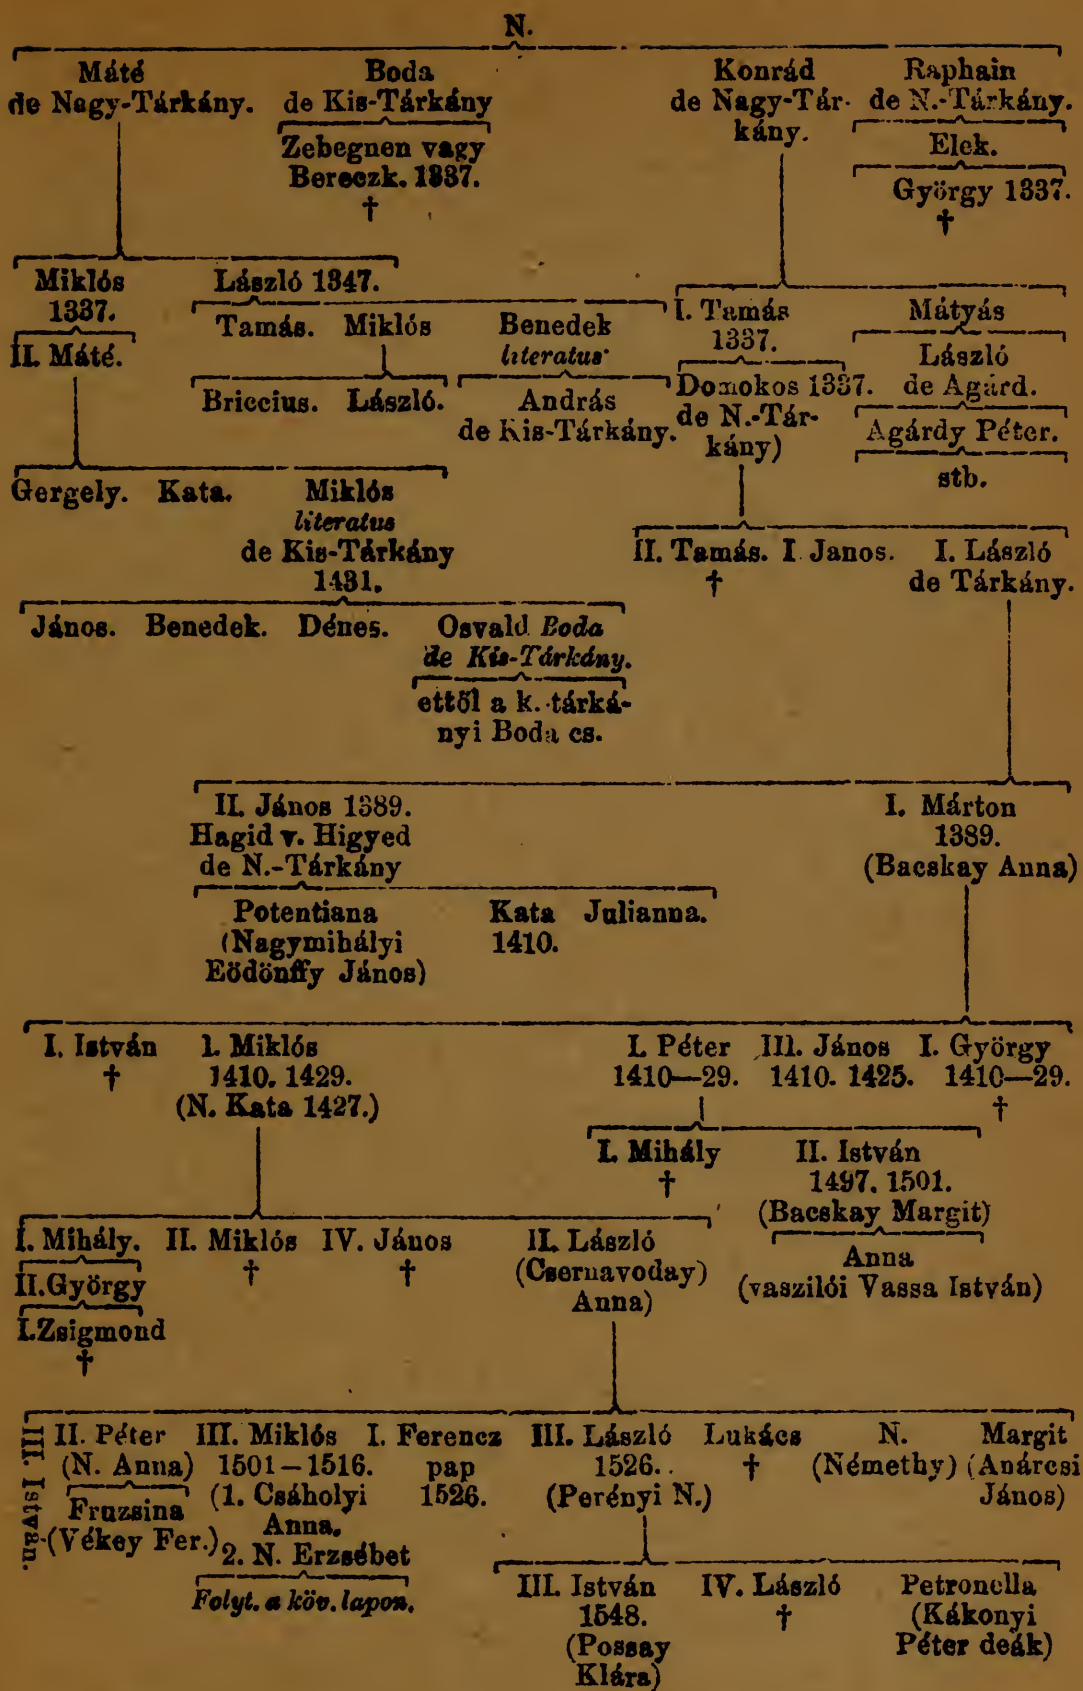 N.
Máté Boda Konrád Raphain
de Nagy-Tárkány. de Kis-Tárkány de Nagy-Tár- de N.-Tárkány.
Zebegnen vagy kány. Elek.
Bereczk. 1337. György 1337.
† †
Miklós László 1347.
1337. Tamás. Miklós Benedek I. Tamás Mátyás
II. Máté. literatus 1337. László
Briccius. László. András Domokos 1337. de Agárd.
de Kis-Tárkány. de N.-Tár- Agárdy Péter.
kány) stb.
Gergely. Kata. Miklós
literatus
de Kis-Tárkány II. Tamás. I Janos. I. László
1431. † de Tárkány.
János. Benedek. Dénes. Osvald Boda
de Kis-Tárkány.
ettől a k. tárká-
nyi Boda cs.
II. János 1389. I. Márton
Hagid v. Higyed 1389.
de N.-Tárkány (Bacskay Anna)
Potentiana Kata Julianna.
(Nagymihályi 1410.
Eödönffy János)
I. István I. Miklós I. Péter III. János I. György
† 1410. 1429. 1410—29. 1410. 1425. 1410—29.
(N. Kata 1427.) †
I. Mihály II. István
† 1497. 1501.
(Bacskay Margit)
I. Mihály. II. Miklós IV. János II. László Anna
II. György † † (Csernavoday) (vaszilói Vassa István)
I. Zsigmond Anna)
†
III. István. II. Péter III. Miklós I. Ferencz III. László Lukács N. Margit
(N. Anna) 1501–1516. pap 1526. † (Némethy) (Anárcsi
Fruzsina (1. Csáholyi 1526. (Perényi N.) János)
(Vékey Fer.) Anna.
2. N. Erzsébet
Folyt. a köv. lapon. III. István IV. László Petronella
1548. † (Kákonyi
(Possay Péter deák)
Klára)